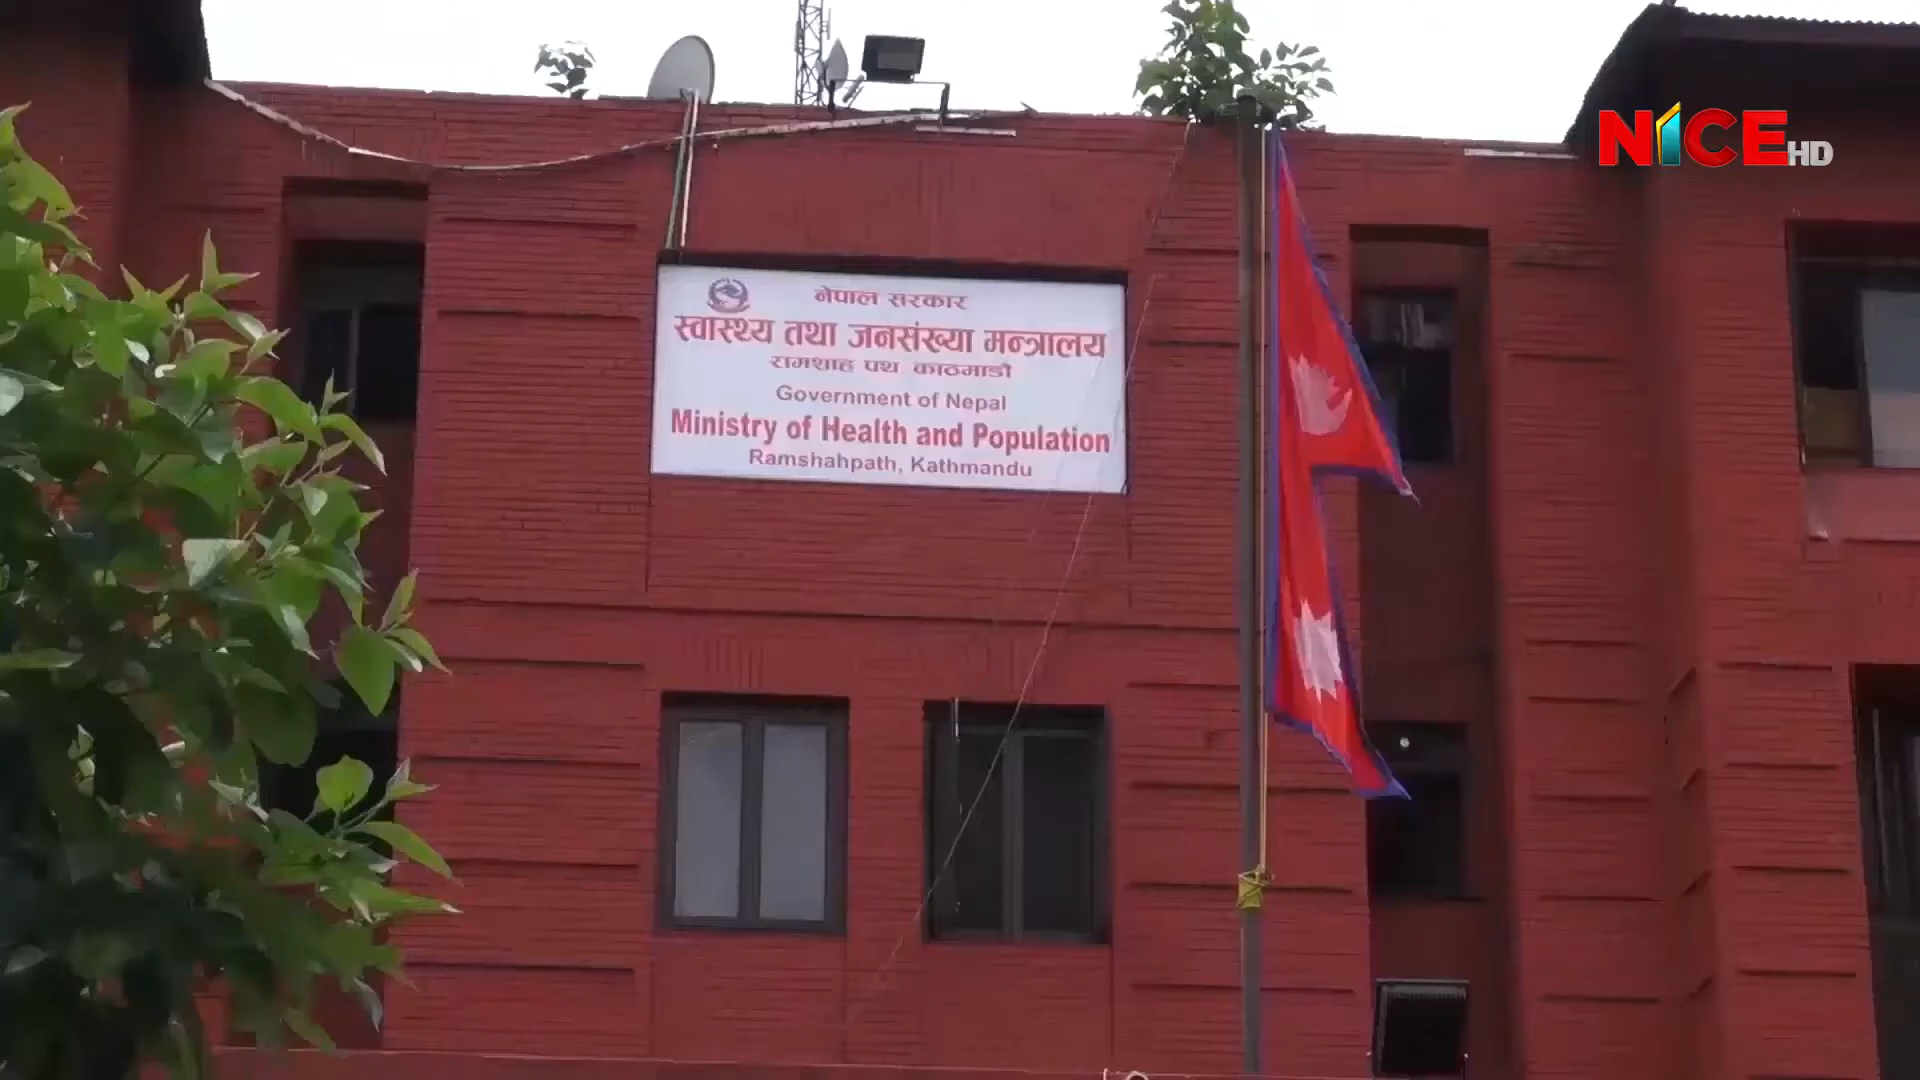 NICE HD
नेपाल सरकार
स्वास्थ्य तथा जनसंख्या मन्त्रालय
रामशाह पथ काठमाडौं
Government of Nepal
Ministry of Health and Population
Ramshahpath, Kathmandu